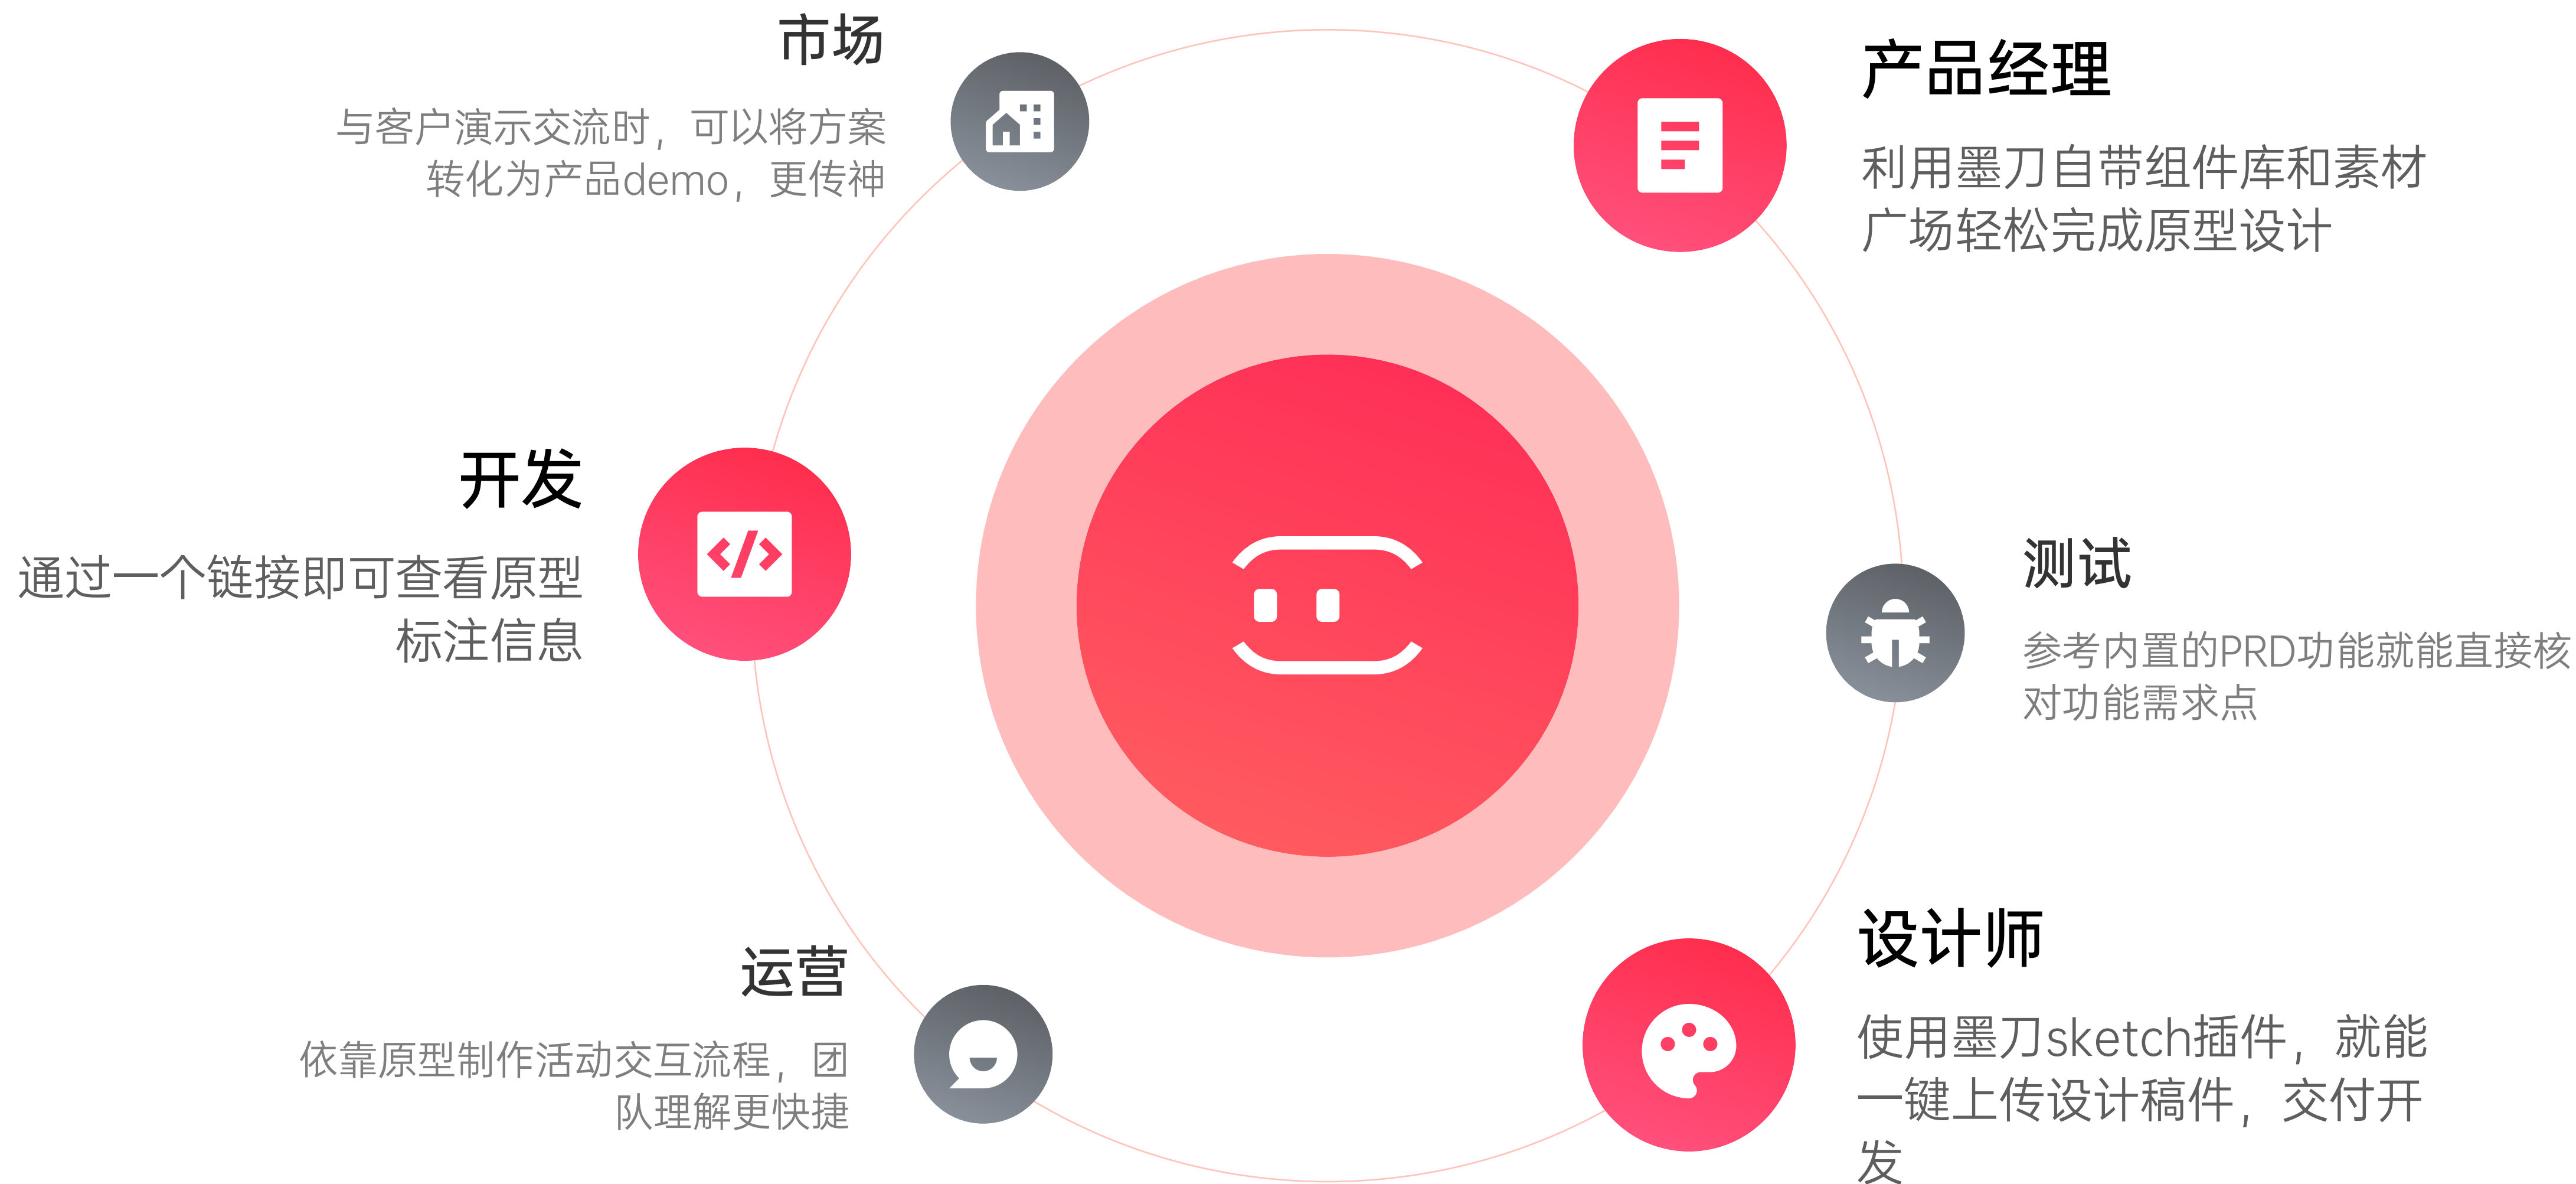 市场
与客户演示交流时，可以将方案
转化为产品demo，更传神
产品经理
利用墨刀自带组件库和素材
广场轻松完成原型设计
开发
通过一个链接即可查看原型
标注信息
测试
参考内置的PRD功能就能直接核
对功能需求点
运营
依靠原型制作活动交互流程，团
队理解更快捷
设计师
使用墨刀sketch插件，就能
一键上传设计稿件，交付开
发